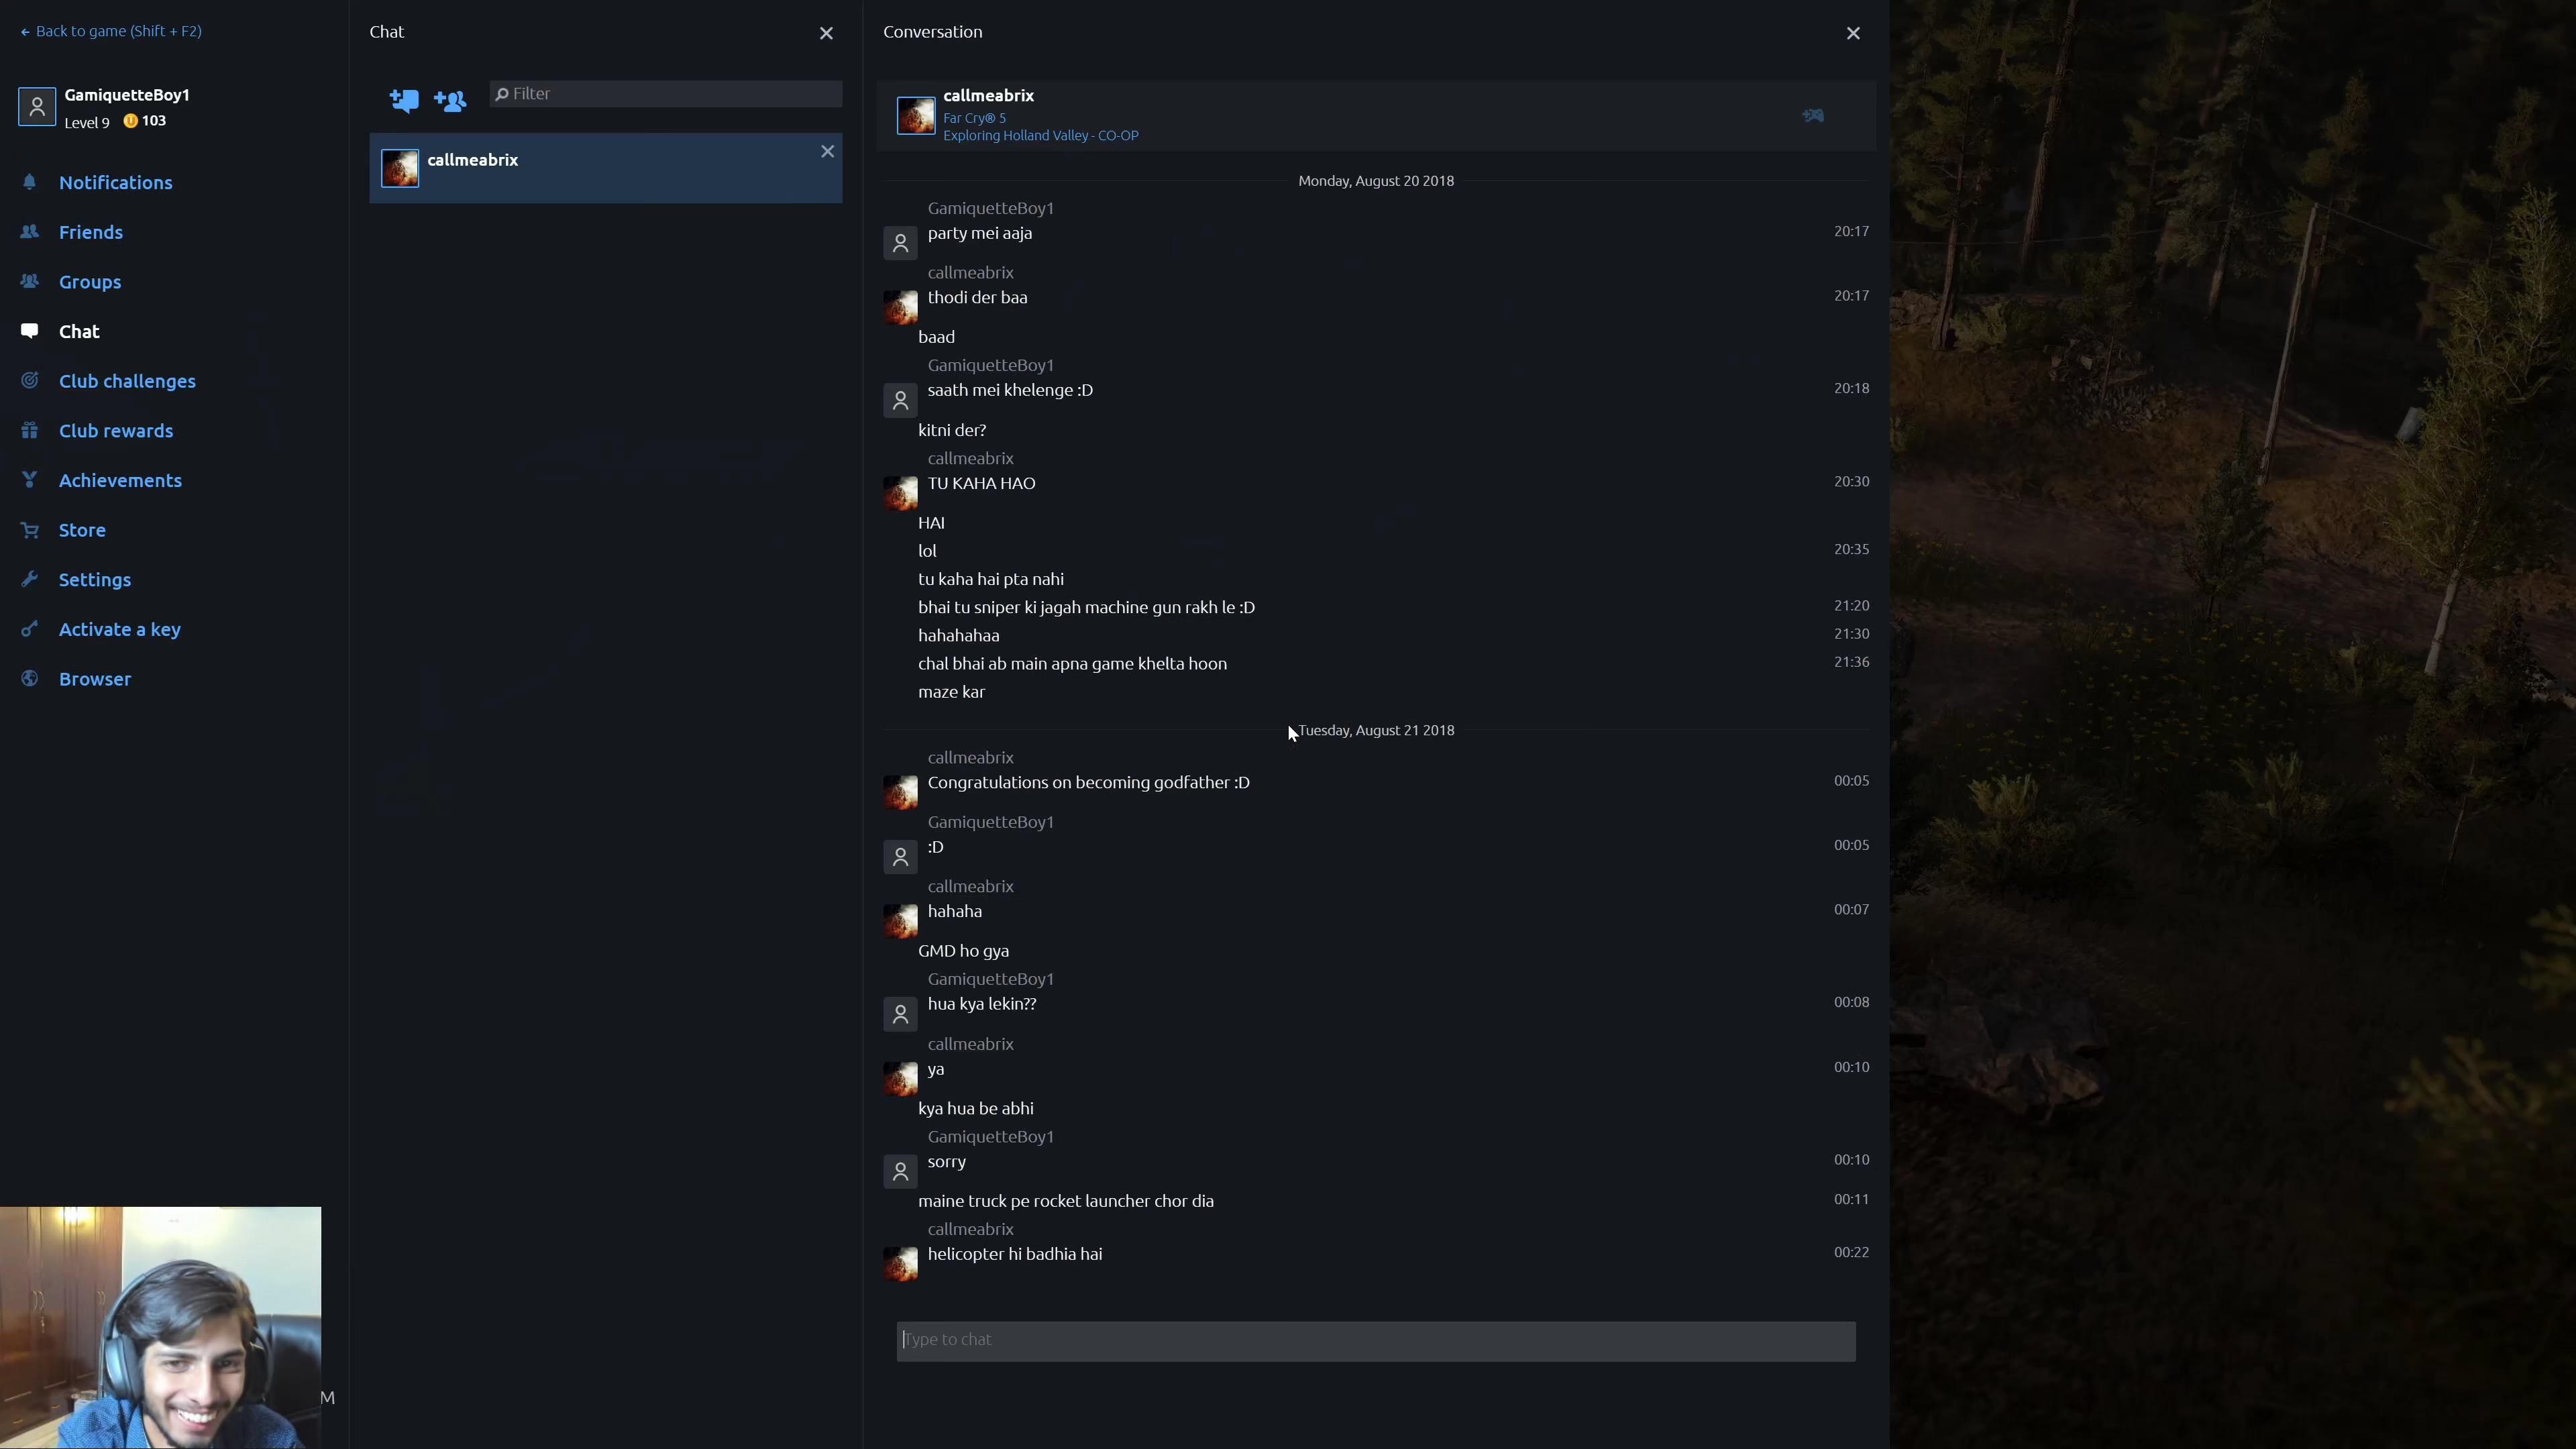 Back to game (Shift + F2)
GamiquetteBoy1
Level 9 103
Notifications
Friends
Groups
Chat
Club challenges
Club rewards
Achievements
Store
Settings
Activate a key
Browser
M
Chat
Filter
callmeabrix
Conversation
callmeabrix
Far Cry® 5
Exploring Holland Valley - CO-OP
Monday, August 20 2018
GamiquetteBoy1
party mei aaja 20:17
callmeabrix
thodi der baa 20:17
baad
GamiquetteBoy1
saath mei khelenge :D 20:18
kitni der?
callmeabrix
TU KAHA HAO 20:30
HAI
lol 20:35
tu kaha hai pta nahi
bhai tu sniper ki jagah machine gun rakh le :D 21:20
hahahahaa 21:30
chal bhai ab main apna game khelta hoon 21:36
maze kar
Tuesday, August 21 2018
callmeabrix
Congratulations on becoming godfather :D 00:05
GamiquetteBoy1
:D 00:05
callmeabrix
hahaha 00:07
GMD ho gya
GamiquetteBoy1
hua kya lekin?? 00:08
callmeabrix
ya 00:10
kya hua be abhi
GamiquetteBoy1
sorry 00:10
maine truck pe rocket launcher chor dia 00:11
callmeabrix
helicopter hi badhia hai 00:22
Type to chat